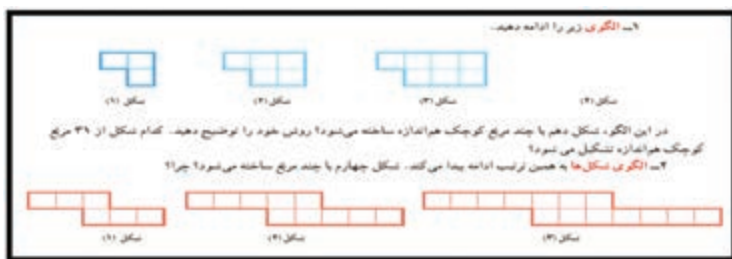 ۱ــ الگوی زیر را ادامه دهید.
شکل (۱) شکل (۲) شکل (۳) شکل (۴)
در این الگو، شکل دهم با چند مربع کوچک هم‌اندازه ساخته می‌شود؟ روش خود را توضیح دهید. کدام شکل از ۳۹ مربع
کوچک هم‌اندازه تشکیل می شود؟
۲ــ الگوی شکل‌ها به همین ترتیب ادامه پیدا می‌کند. شکل چهارم با چند مربع ساخته می‌شود؟ چرا؟
شکل (۱) شکل (۲) شکل (۳)